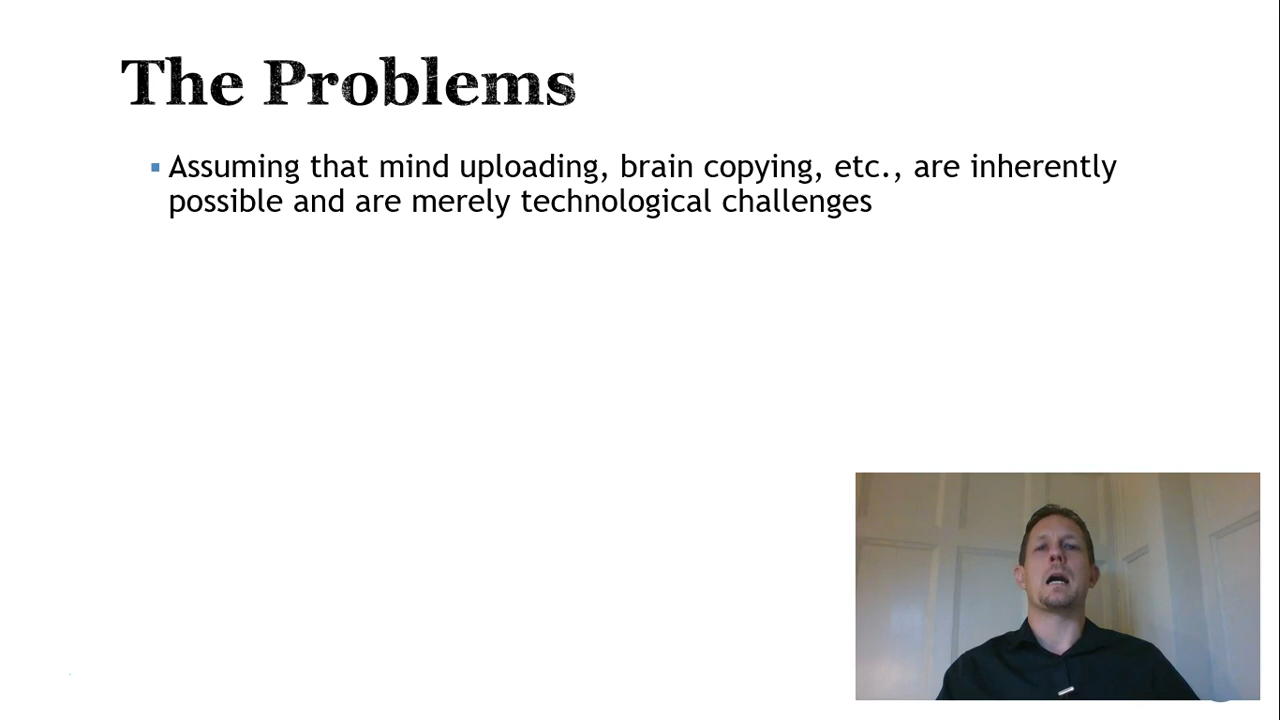 The Problems
Assuming that mind uploading, brain copying, etc., are inherently
possible and are merely technological challenges